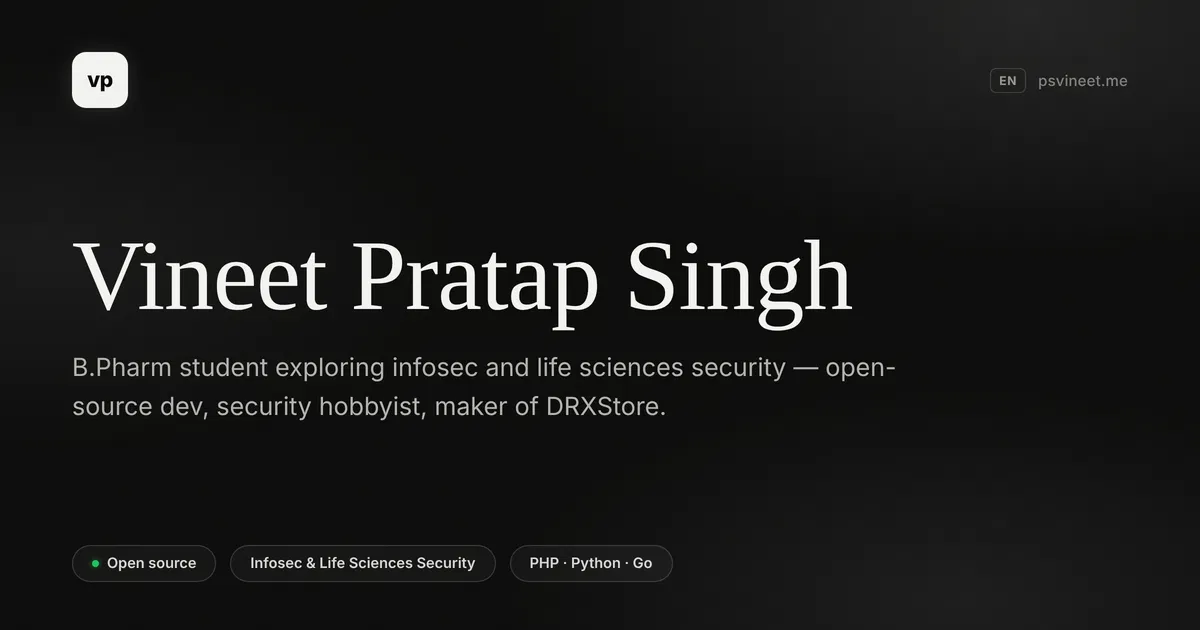 vp
EN psvineet.me
Vineet Pratap Singh
B.Pharm student exploring infosec and life sciences security — open-
source dev, security hobbyist, maker of DRXStore.
Open source
Infosec & Life Sciences Security
PHP · Python · Go